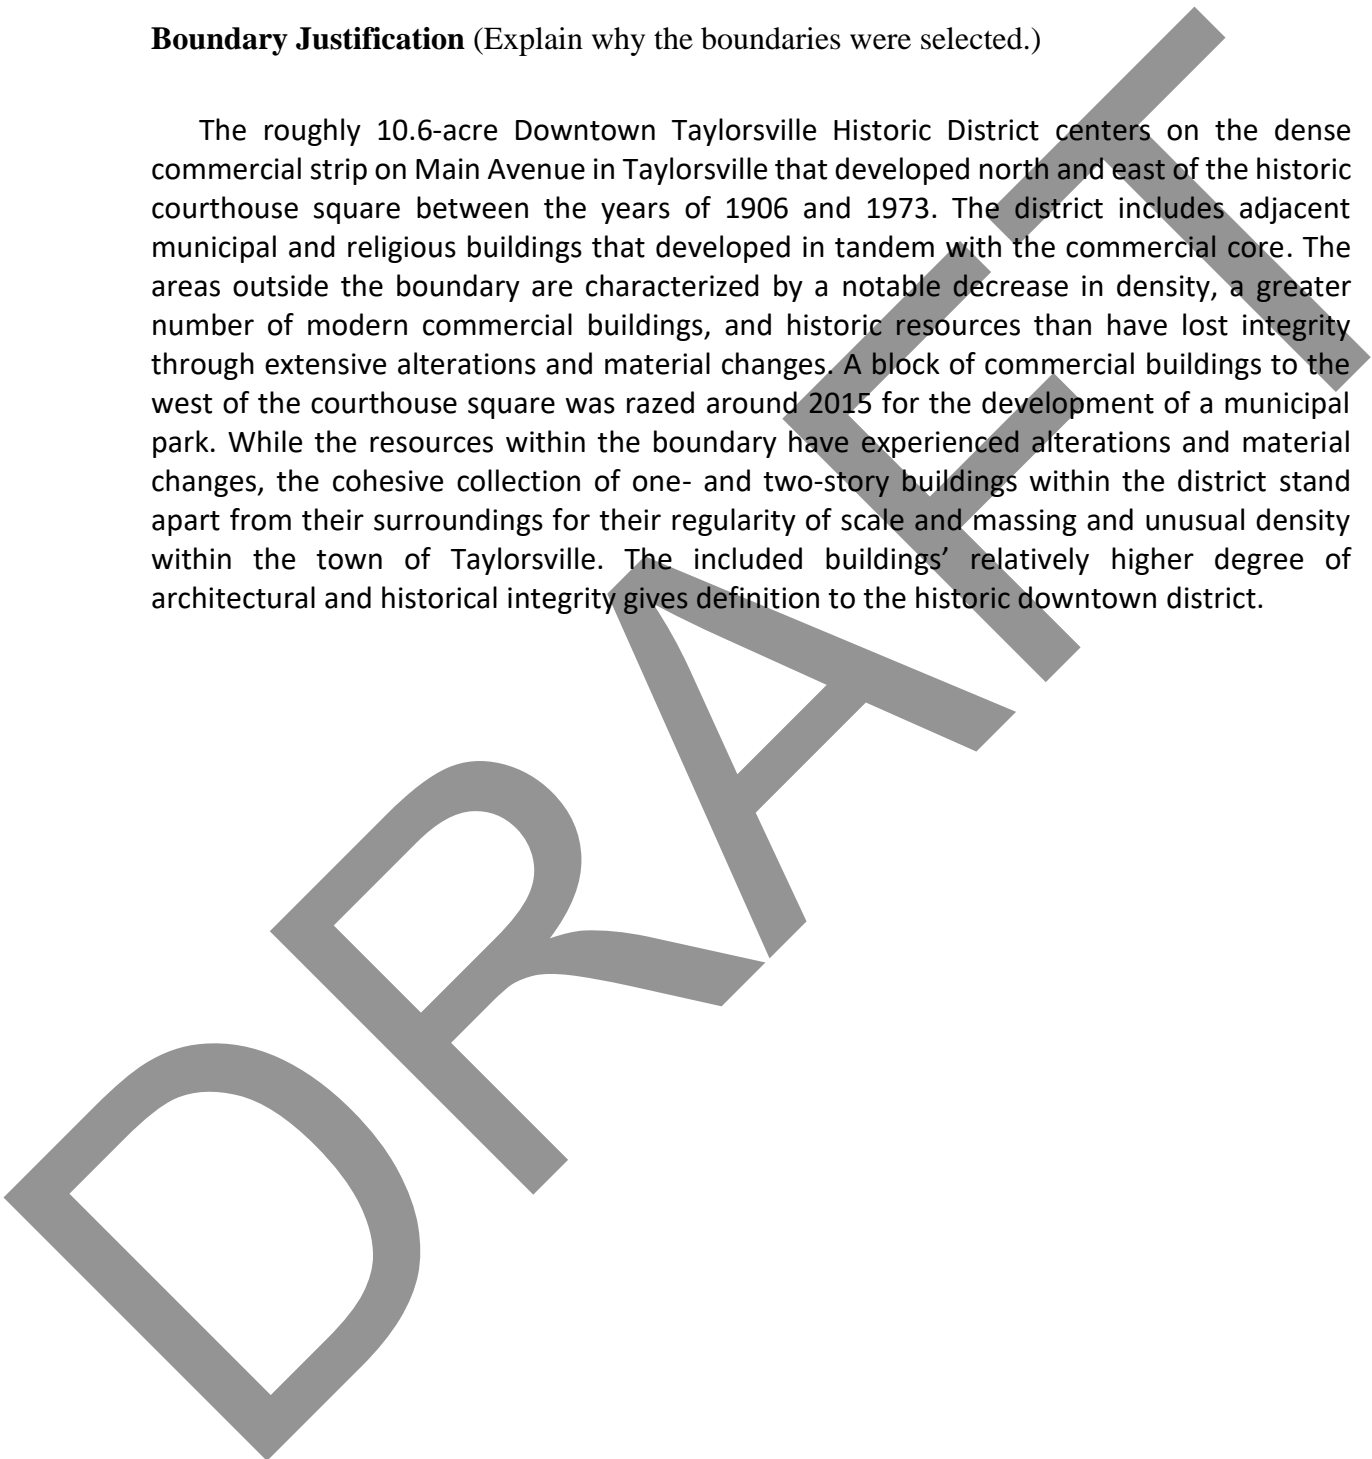 Boundary Justification (Explain why the boundaries were selected.)
The roughly 10.6-acre Downtown Taylorsville Historic District centers on the dense
commercial strip on Main Avenue in Taylorsville that developed north and east of the historic
courthouse square between the years of 1906 and 1973. The district includes adjacent
municipal and religious buildings that developed in tandem with the commercial core. The
areas outside the boundary are characterized by a notable decrease in density, a greater
number of modern commercial buildings, and historic resources than have lost integrity
through extensive alterations and material changes. A block of commercial buildings to the
west of the courthouse square was razed around 2015 for the development of a municipal
park. While the resources within the boundary have experienced alterations and material
changes, the cohesive collection of one- and two-story buildings within the district stand
apart from their surroundings for their regularity of scale and massing and unusual density
within the town of Taylorsville. The included buildings’ relatively higher degree of
architectural and historical integrity gives definition to the historic downtown district.
DRAFT